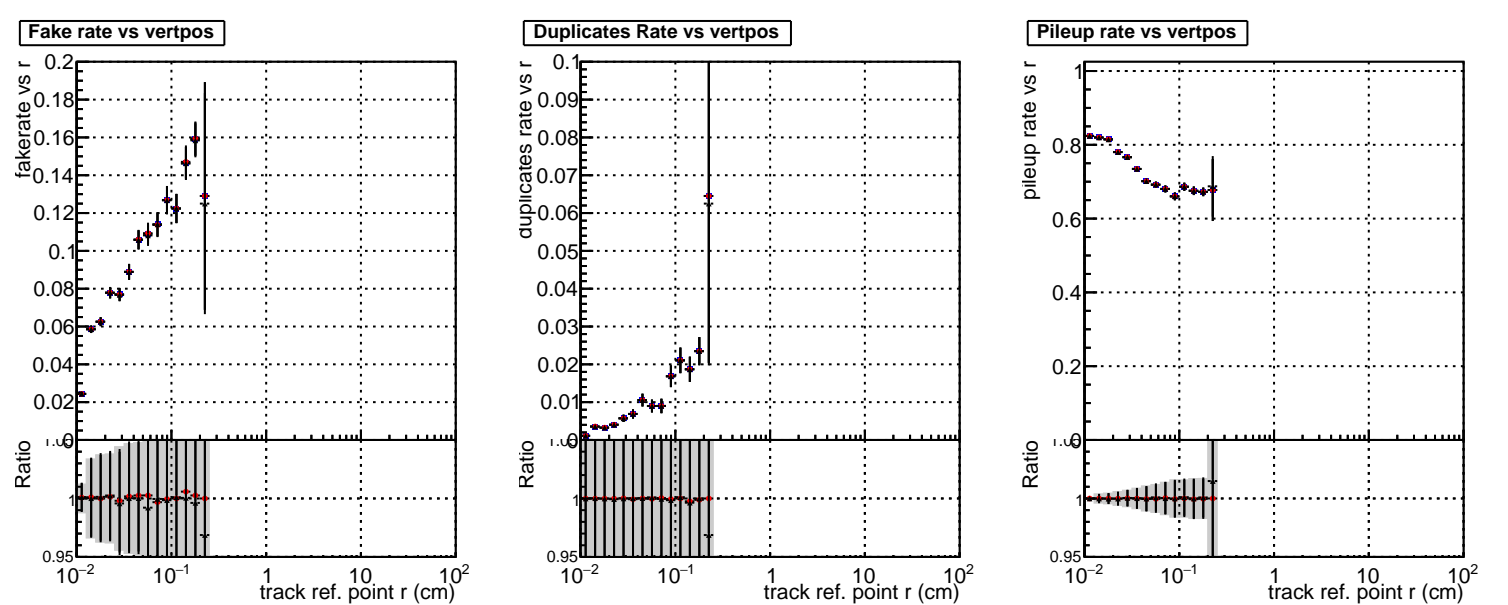 Fake rate vs vertpos
fakerate vs r
0.2
0.18
0.16
0.14
0.12
0.1
0.08
0.06
0.04
0.02
0
Ratio
1
0.95
10−2 10−1 1 10 102
track ref. point r (cm)
Duplicates Rate vs vertpos
duplicates rate vs r
0.1
0.09
0.08
0.07
0.06
0.05
0.04
0.03
0.02
0.01
0
Ratio
1
0.95
10−2 10−1 1 10 102
track ref. point r (cm)
Pileup rate vs vertpos
pileup rate vs r
1
0.8
0.6
0.4
0.2
0
Ratio
1
0.95
10−2 10−1 1 10 102
track ref. point r (cm)